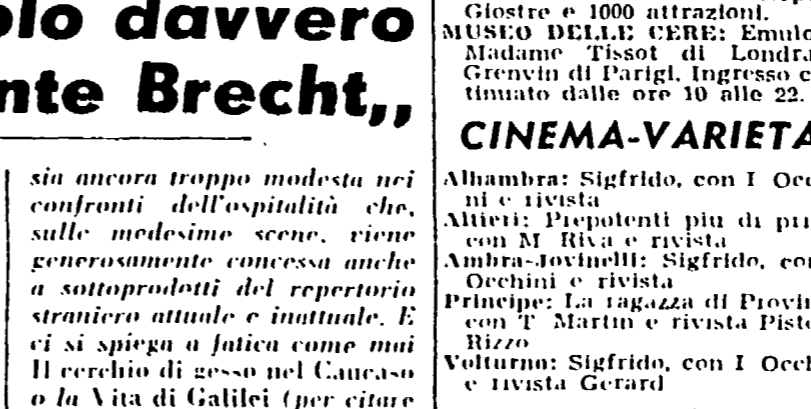 olo davvero
nte Brecht,,
sia ancora troppo modesta nei
confronti dell'ospitalità che,
sulle medesime scene, viene
generosamente concessa anche
a sottoprodotti del repertorio
straniero attuale e inattuale. E
ci si spiega a fatica come mai
Il cerchio di gesso nel Caucaso
o la Vita di Galilei (per citare
Giostre e 1000 attrazioni.
MUSEO DELLE CERE: Emulo
Madame Tissot di Londra
Grenvin di Parigi. Ingresso c
tinuato dalle ore 10 alle 22.
CINEMA-VARIETA
Alhambra: Sigfrido, con I Occ
ni e rivista
Altieri: Prepotenti più di pri
con M Riva e rivista
Ambra-Jovinelli: Sigfrido, con
Occhini e rivista
Principe: La ragazza di Provin
con T Martin e rivista Pisto
Rizzo
Volturno: Sigfrido, con I Occh
e rivista Gerard